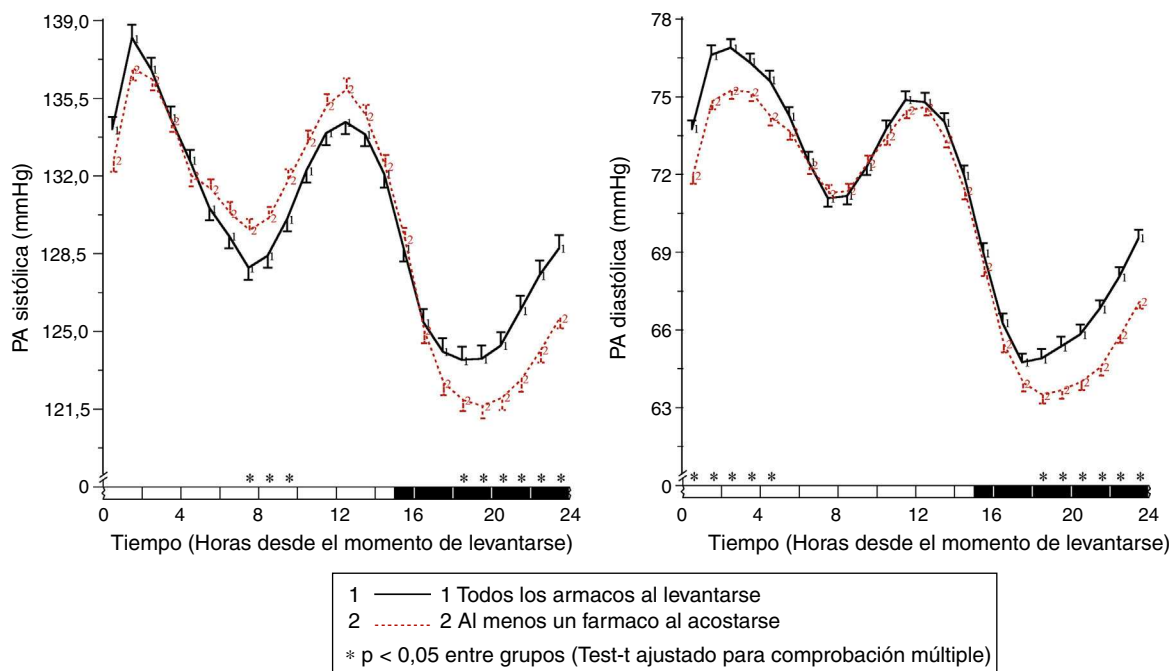 139,0
135,5
132,0
128,5
125,0
121,5
0
PA sistólica (mmHg)
* * * * * * * * *
0 4 8 12 16 20 24
Tiempo (Horas desde el momento de levantarse)
78
75
72
69
66
63
0
PA diastólica (mmHg)
* * * * * * * * * * *
0 4 8 12 16 20 24
Tiempo (Horas desde el momento de levantarse)
1 1 Todos los armacos al levantarse
2 2 Al menos un farmaco al acostarse
* p < 0,05 entre grupos (Test-t ajustado para comprobación múltiple)